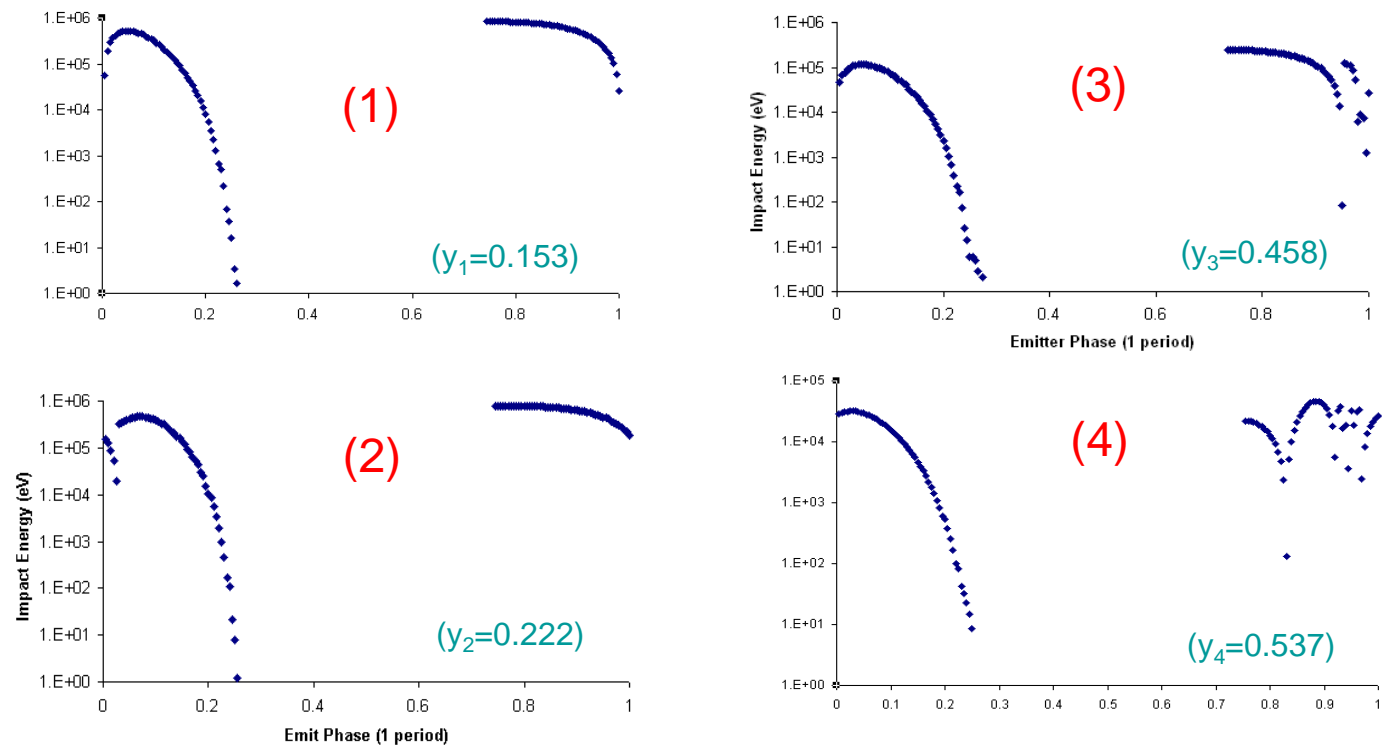 1.E+06
1.E+05
1.E+04
1.E+03
1.E+02
1.E+01
1.E+00
0 0.2 0.4 0.6 0.8 1
(1)
(y1=0.153)
Impact Energy (eV)
1.E+06
1.E+05
1.E+04
1.E+03
1.E+02
1.E+01
1.E+00
0 0.2 0.4 0.6 0.8 1
Emitter Phase (1 period)
(3)
(y3=0.458)
Impact Energy (eV)
1.E+06
1.E+05
1.E+04
1.E+03
1.E+02
1.E+01
1.E+00
0 0.2 0.4 0.6 0.8 1
Emit Phase (1 period)
(2)
(y2=0.222)
Impact Energy (eV)
1.E+05
1.E+04
1.E+03
1.E+02
1.E+01
1.E+00
0 0.1 0.2 0.3 0.4 0.5 0.6 0.7 0.8 0.9 1
(4)
(y4=0.537)